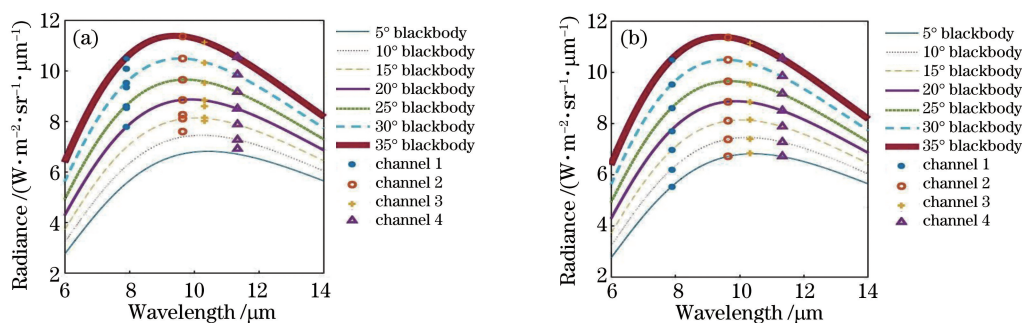 (a)
Radiance /(W·m⁻²·sr⁻¹·μm⁻¹)
12
10
8
6
4
2
6
8
10
12
14
Wavelength /μm
5° blackbody
10° blackbody
15° blackbody
20° blackbody
25° blackbody
30° blackbody
35° blackbody
channel 1
channel 2
channel 3
channel 4
(b)
Radiance /(W·m⁻²·sr⁻¹·μm⁻¹)
12
10
8
6
4
2
6
8
10
12
14
Wavelength /μm
5° blackbody
10° blackbody
15° blackbody
20° blackbody
25° blackbody
30° blackbody
35° blackbody
channel 1
channel 2
channel 3
channel 4